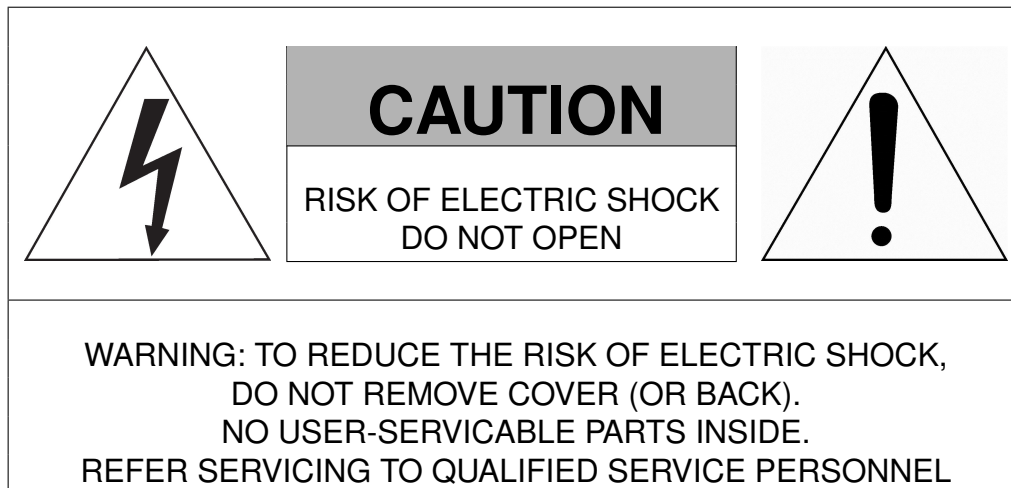 CAUTION
RISK OF ELECTRIC SHOCK
DO NOT OPEN
WARNING: TO REDUCE THE RISK OF ELECTRIC SHOCK,
DO NOT REMOVE COVER (OR BACK).
NO USER-SERVICABLE PARTS INSIDE.
REFER SERVICING TO QUALIFIED SERVICE PERSONNEL